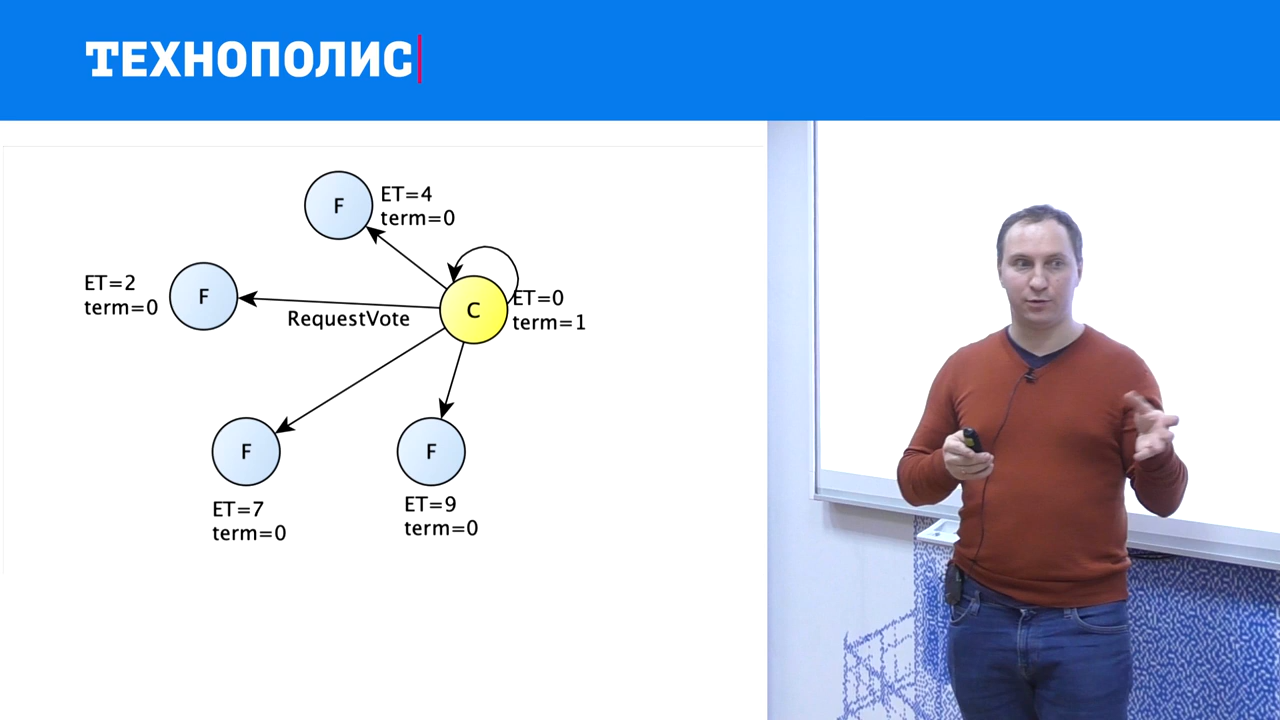 ТЕХНОПОЛИС
F
ET=4
term=0
ET=2
term=0
F
C
ET=0
term=1
RequestVote
F
F
ET=7
term=0
ET=9
term=0